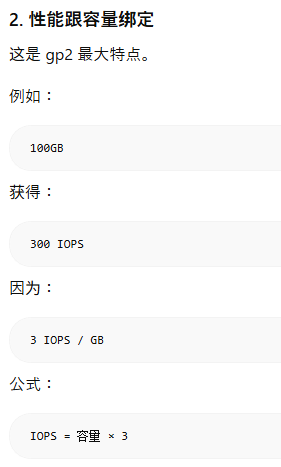 2. 性能跟容量绑定
这是 gp2 最大特点。
例如：
100GB
获得：
300 IOPS
因为：
3 IOPS / GB
公式：
IOPS = 容量 × 3